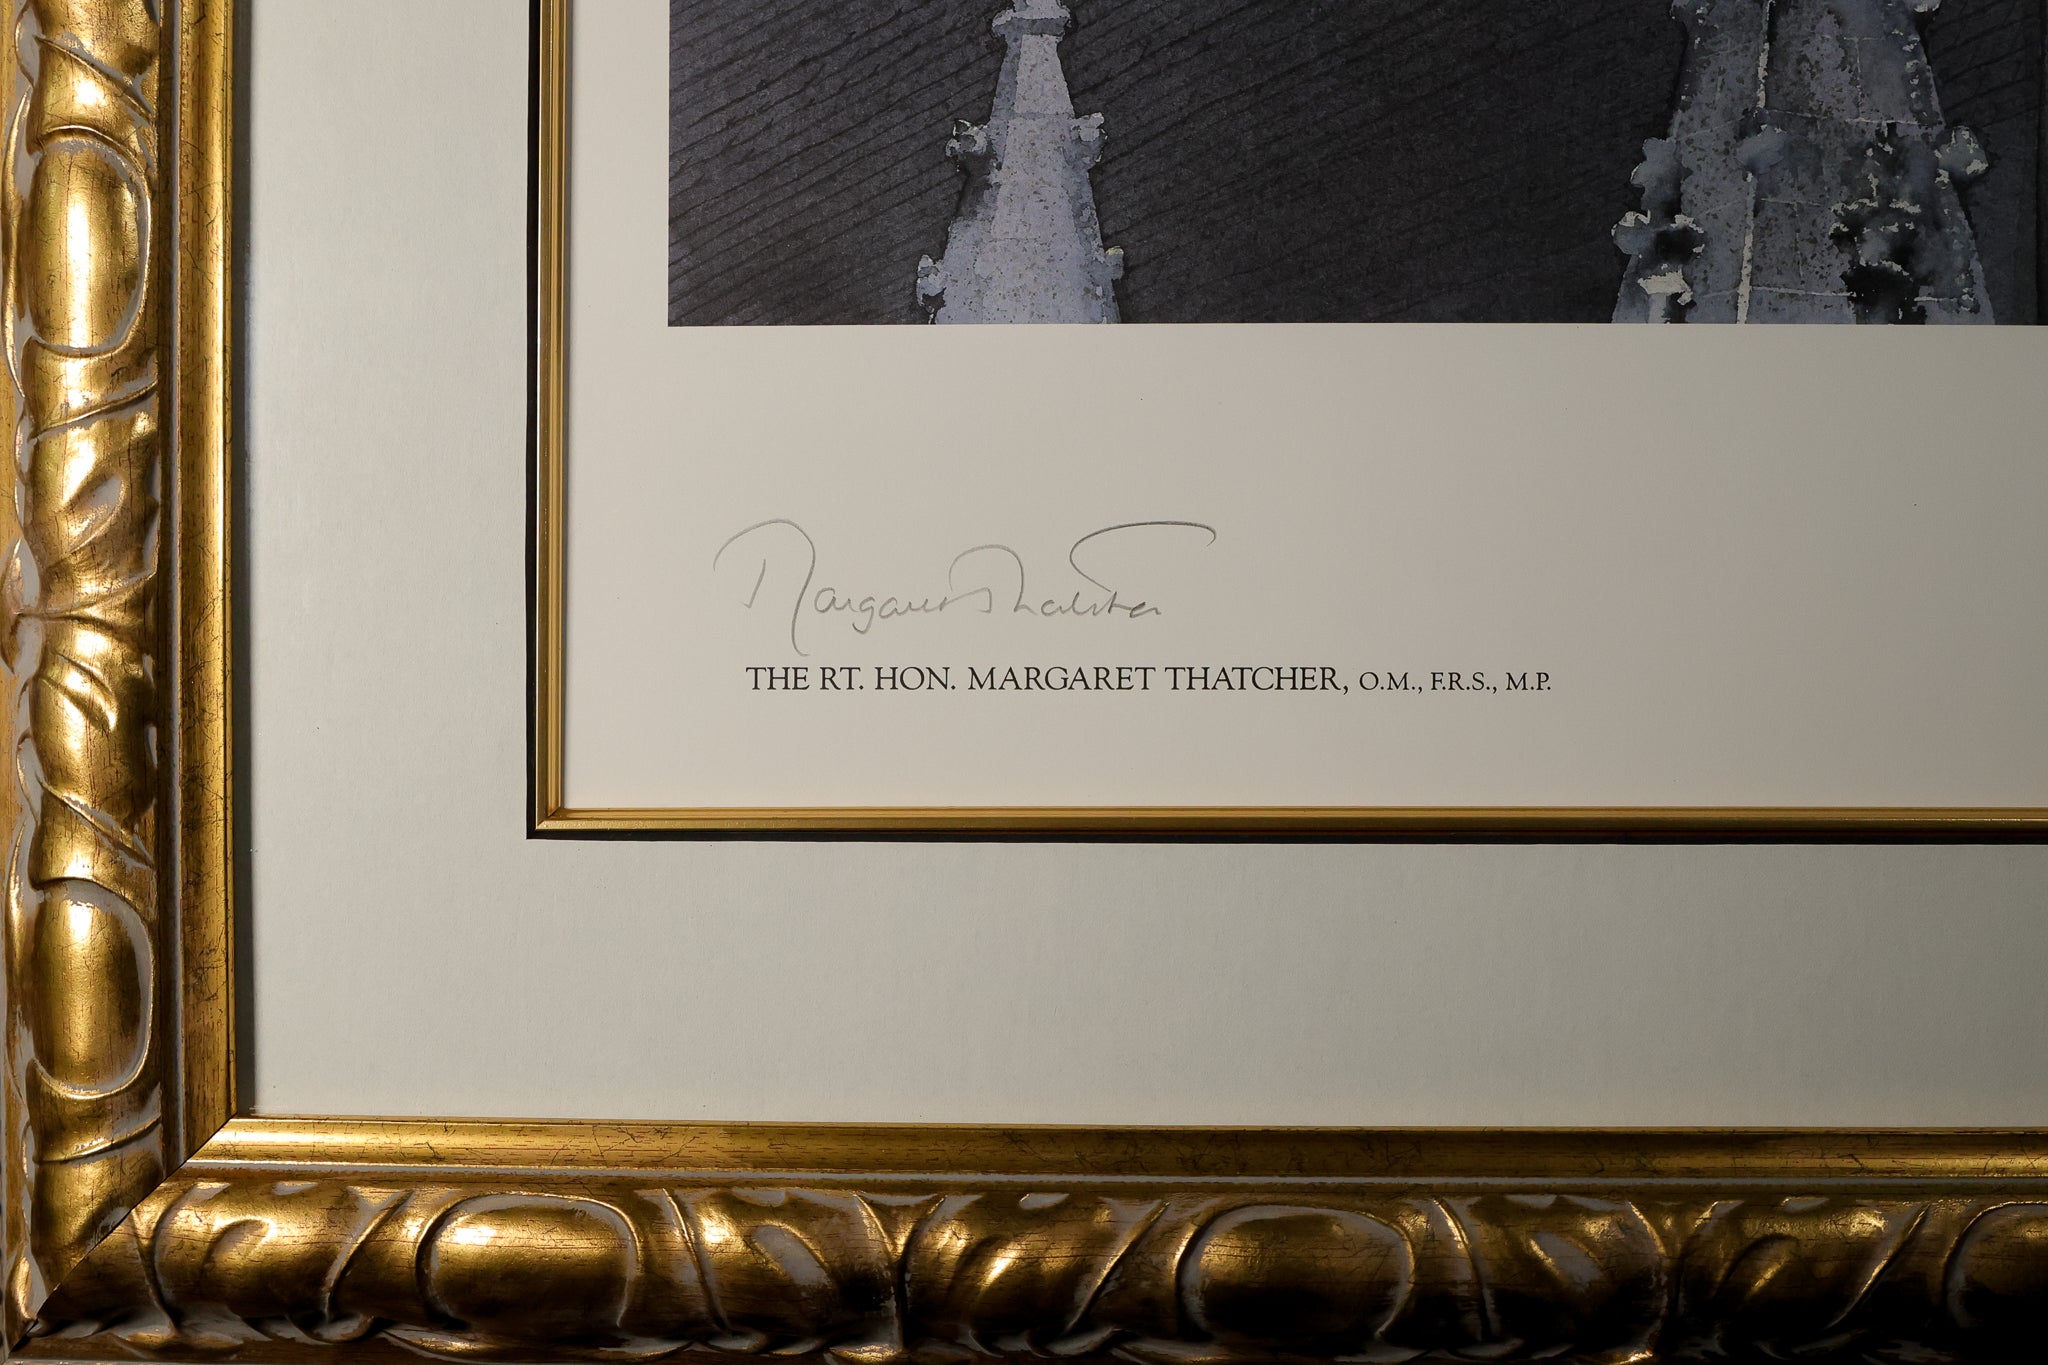 Margaret Thatcher
THE RT. HON. MARGARET THATCHER, O.M., F.R.S., M.P.